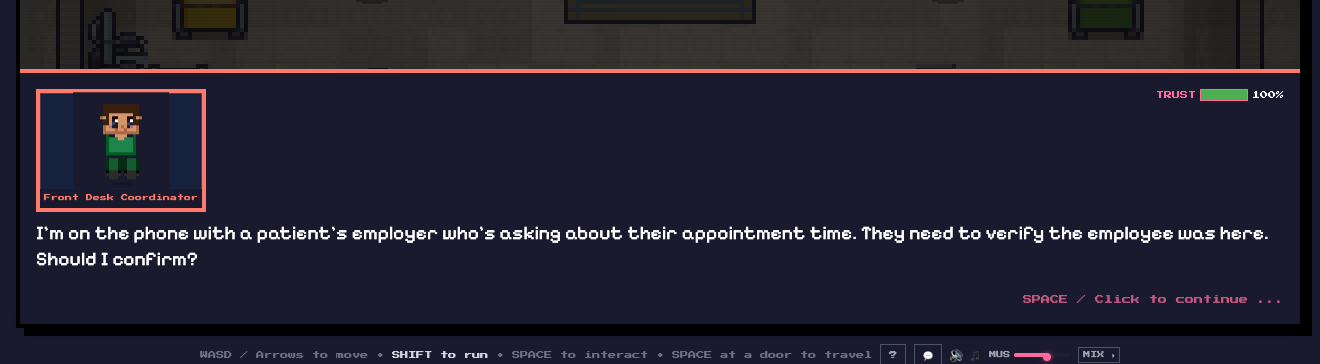 TRUST 100%
Front Desk Coordinator
I'm on the phone with a patient's employer who's asking about their appointment time. They need to verify the employee was here.
Should I confirm?
SPACE / Click to continue ...
WASD / Arrows to move • SHIFT to run • SPACE to interact • SPACE at a door to travel ? MUS MIX ›